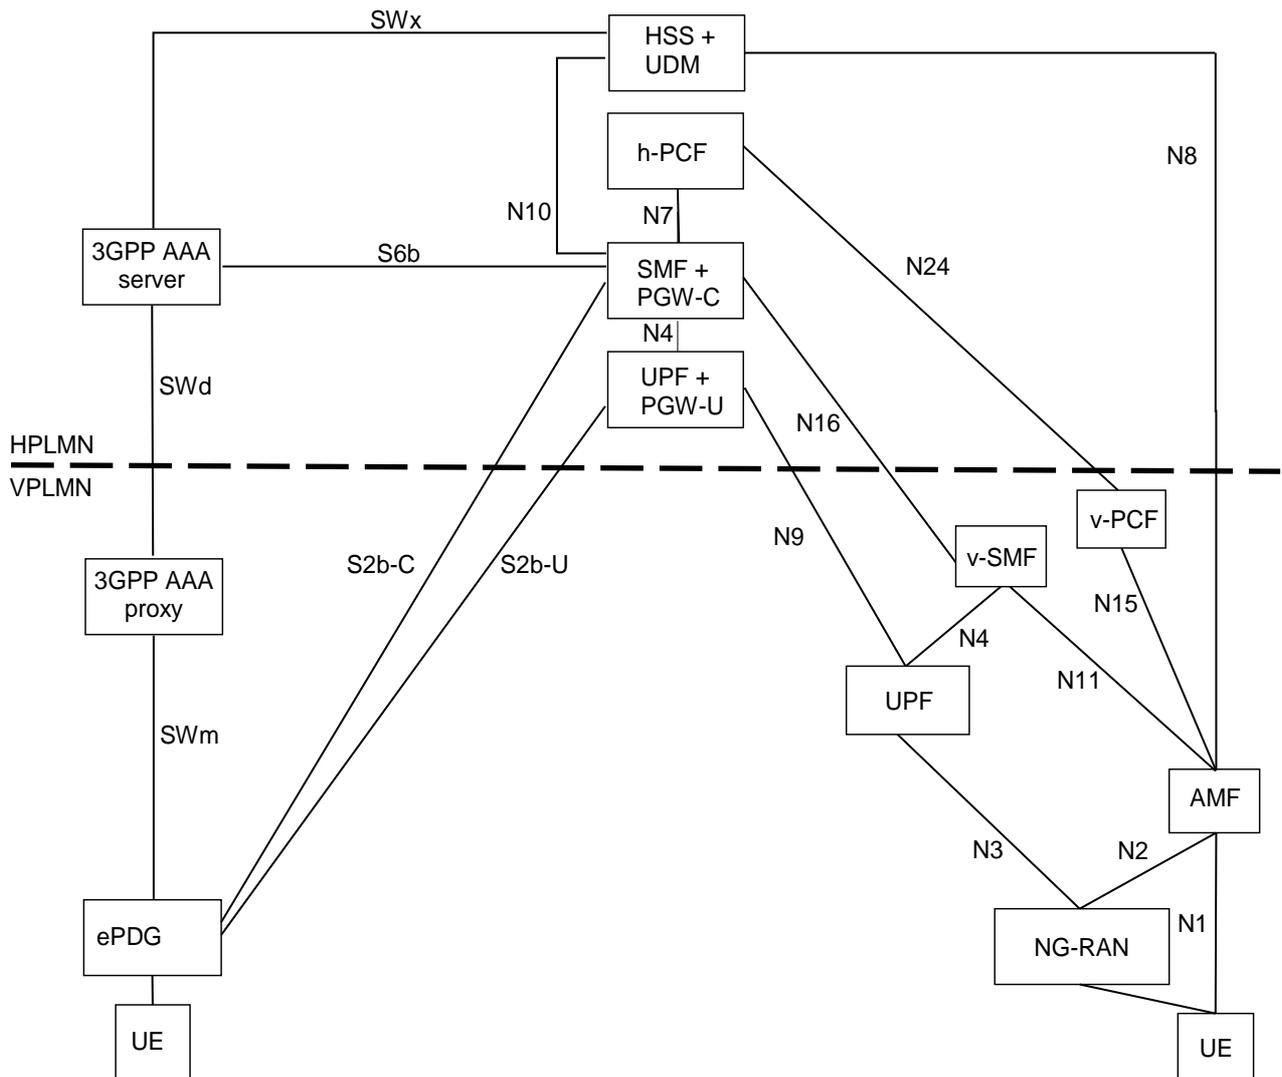 SWx
HSS +
UDM
N8
h-PCF
N10
N7
3GPP AAA
server
S6b
SMF +
PGW-C
N24
N4
SWd
UPF +
PGW-U
N16
HPLMN
VPLMN
v-PCF
N9
v-SMF
S2b-C
S2b-U
3GPP AAA
proxy
N15
N4
N11
UPF
SWm
AMF
N3
N2
N1
ePDG
NG-RAN
UE
UE